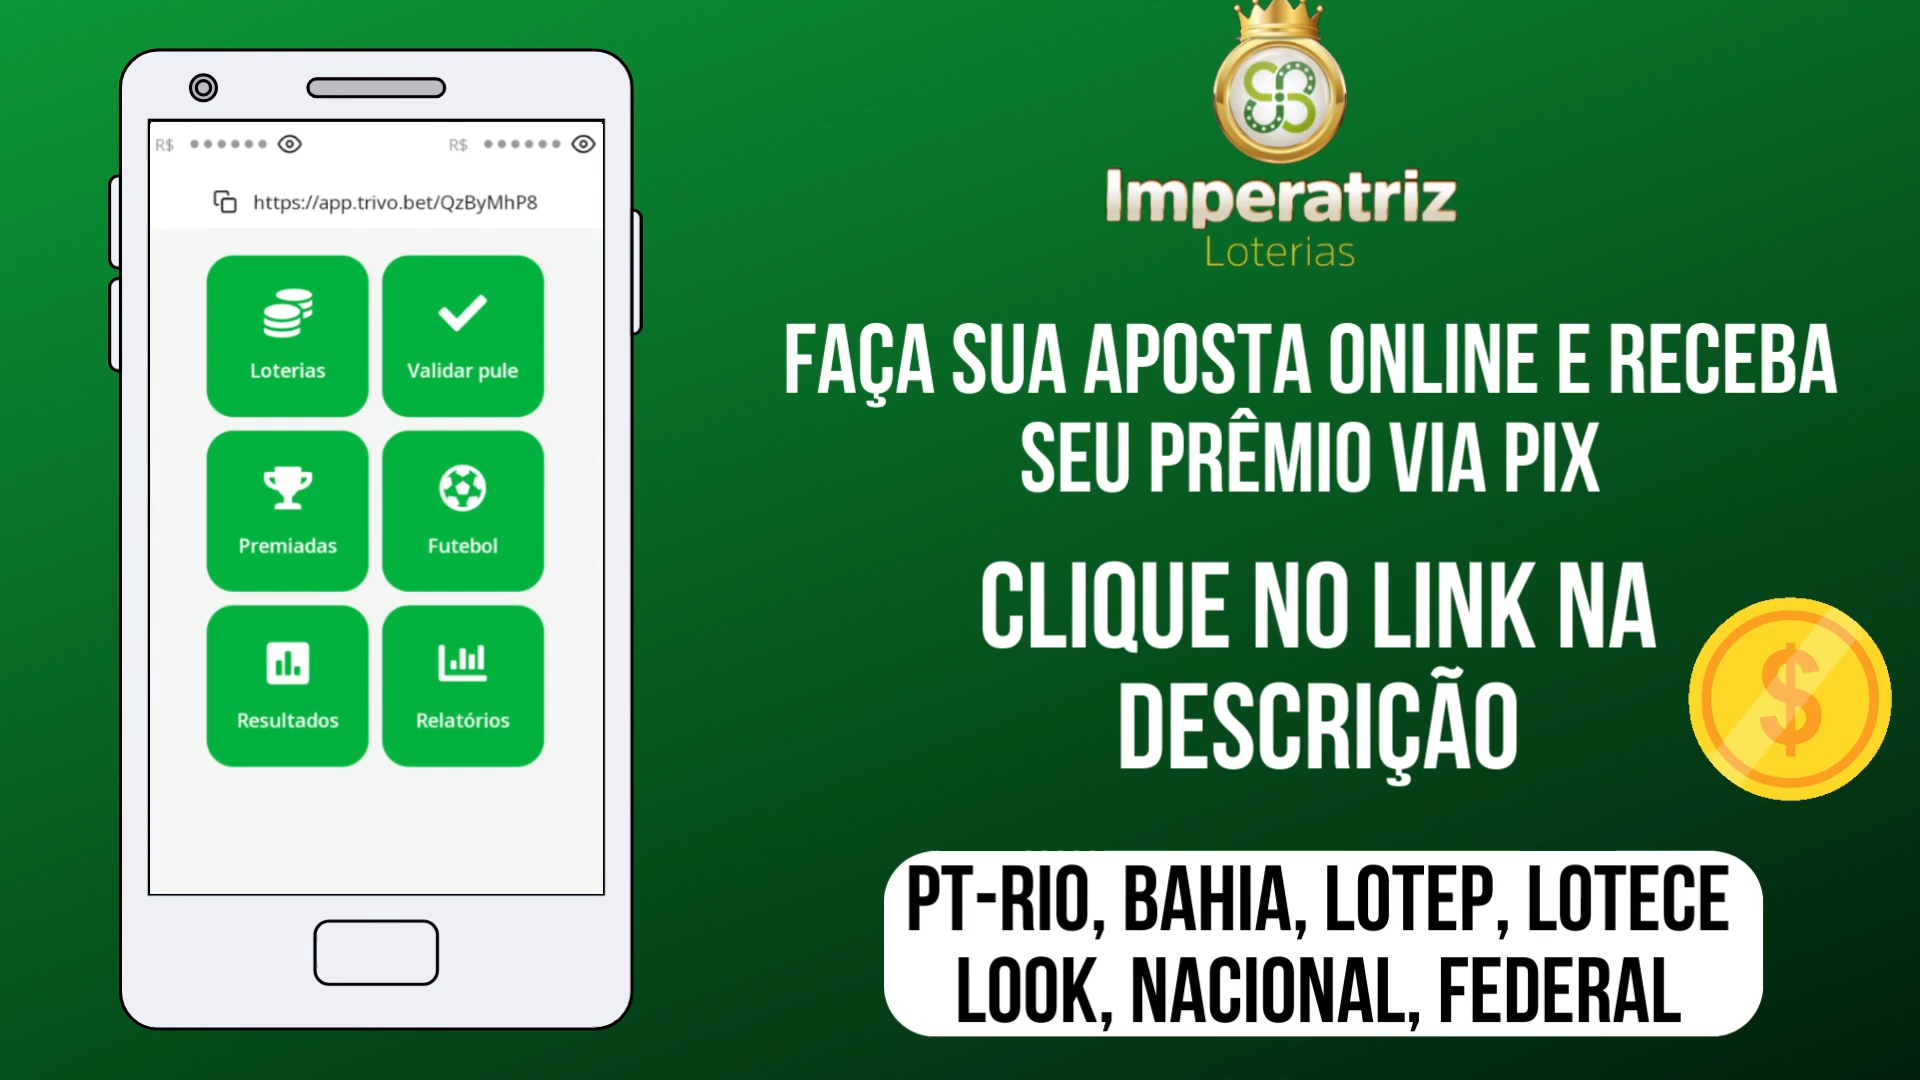 R$ R$
https://app.trivo.bet/QzByMhP8
Loterias Validar pule
Premiadas Futebol
Resultados Relatórios
Imperatriz
Loterias
FAÇA SUA APOSTA ONLINE E RECEBA
SEU PRÊMIO VIA PIX
CLIQUE NO LINK NA
DESCRIÇÃO
$
PT-RIO, BAHIA, LOTEP, LOTECE
LOOK, NACIONAL, FEDERAL